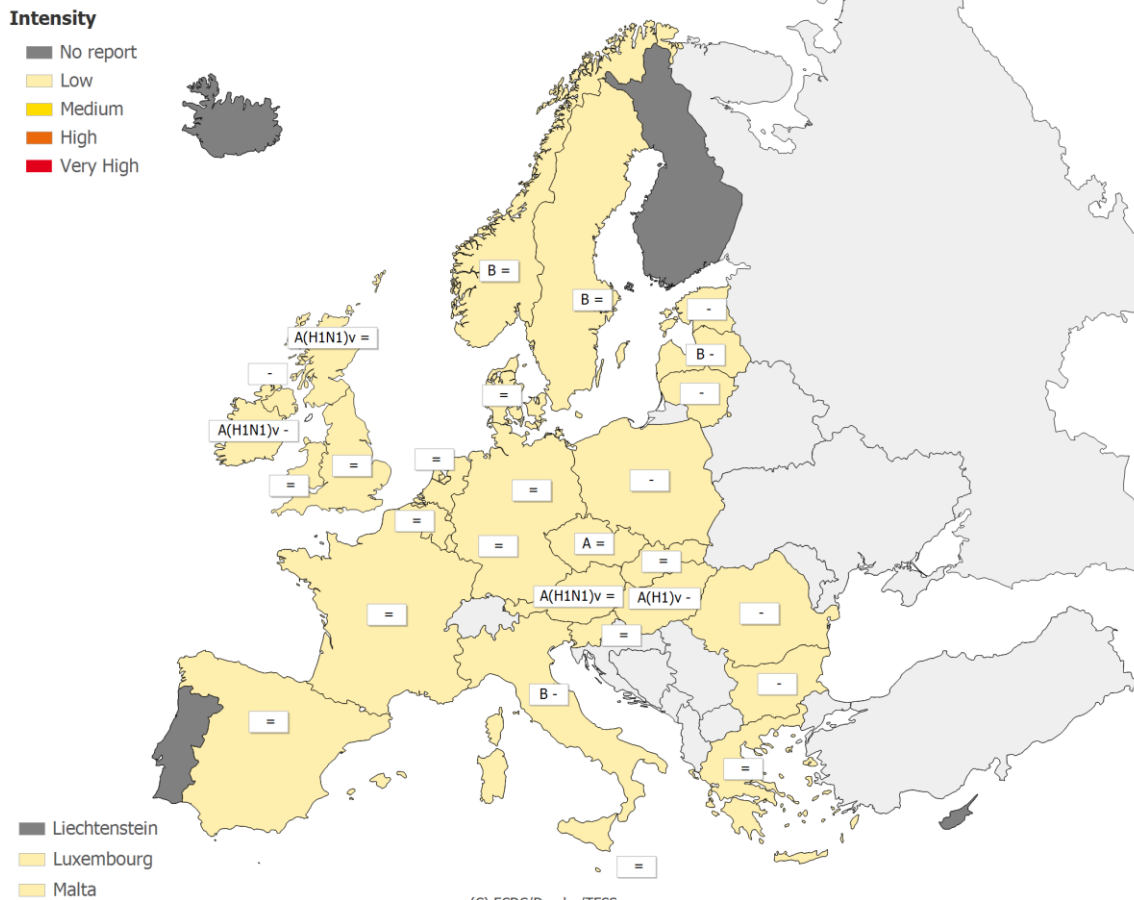 Intensity
No report
Low
Medium
High
Very High
B =
B =
-
A(H1N1)v =
B -
-
-
=
A(H1N1)v -
=
=
=
=
-
=
=
A =
=
A(H1N1)v =
A(H1)v -
=
-
=
-
B -
=
=
Liechtenstein
=
Luxembourg
Malta